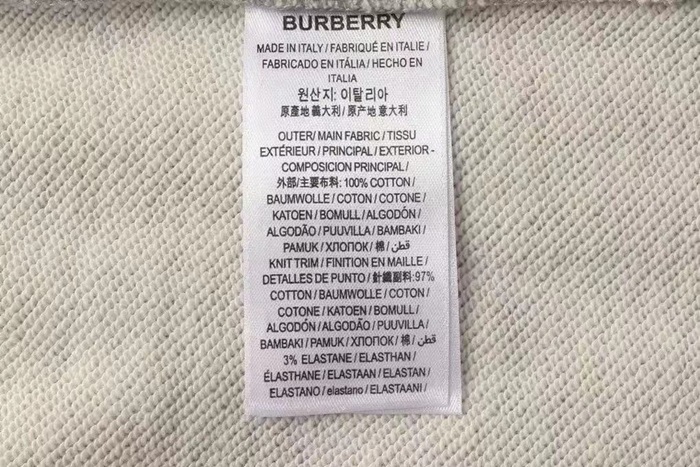 BURBERRY
MADE IN ITALY / FABRIQUÉ EN ITALIE /
FABRICADO EN ITÁLIA / HECHO EN
ITALIA
원산지: 이탈리아
原產地 義大利 / 原产地 意大利
OUTER/ MAIN FABRIC / TISSU
EXTÉRIEUR / PRINCIPAL / EXTERIOR -
COMPOSICION PRINCIPAL /
外部/主要布料: 100% COTTON /
BAUMWOLLE / COTON / COTONE /
KATOEN / BOMULL / ALGODÓN /
ALGODÃO / PUUVILLA / BAMBAKI /
PAMUK / ХЛОПОК / 棉 / قطن /
KNIT TRIM / FINITION EN MAILLE /
DETALLES DE PUNTO / 針織副料:97%
COTTON / BAUMWOLLE / COTON /
COTONE / KATOEN / BOMULL /
ALGODÓN / ALGODÃO / PUUVILLA /
BAMBAKI / PAMUK / ХЛОПОК / 棉 / قطن /
3% ELASTANE / ELASTHAN /
ÉLASTHANE / ELASTAAN / ELASTAN /
ELASTANO / elastano / ELASTAANI /